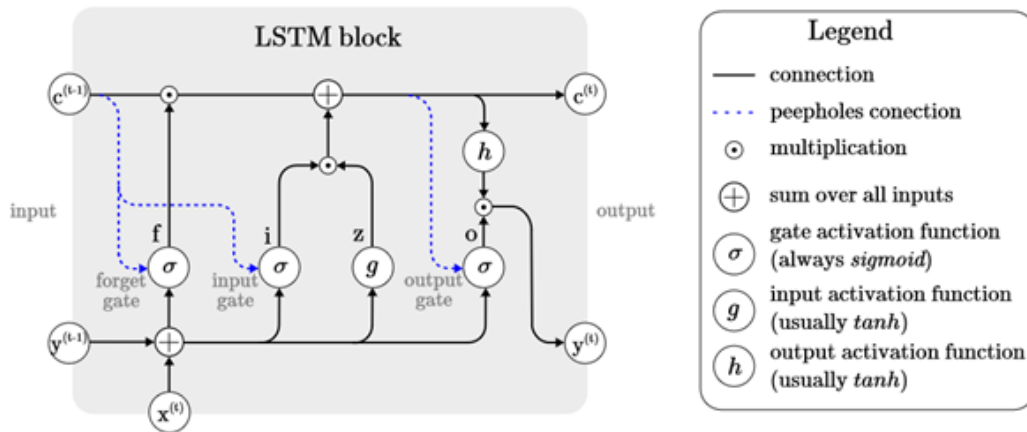 LSTM block
c(t-1)
c(t)
h
input
output
f
i
z
o
σ
σ
g
σ
forget
gate
input
gate
output
gate
y(t-1)
y(t)
x(t)
Legend
connection
peepholes conection
multiplication
sum over all inputs
σ
gate activation function
(always sigmoid)
g
input activation function
(usually tanh)
h
output activation function
(usually tanh)